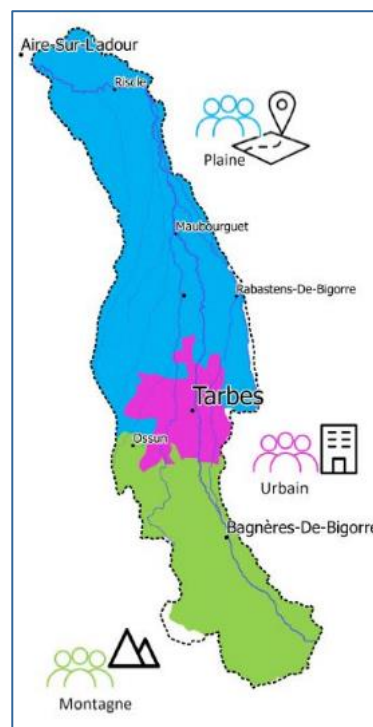 Aire-Sur-L'adour
Riscle
Plaine
Maubourguet
Rabastens-De-Bigorre
Tarbes
Ossun
Urbain
Bagnères-De-Bigorre
Montagne